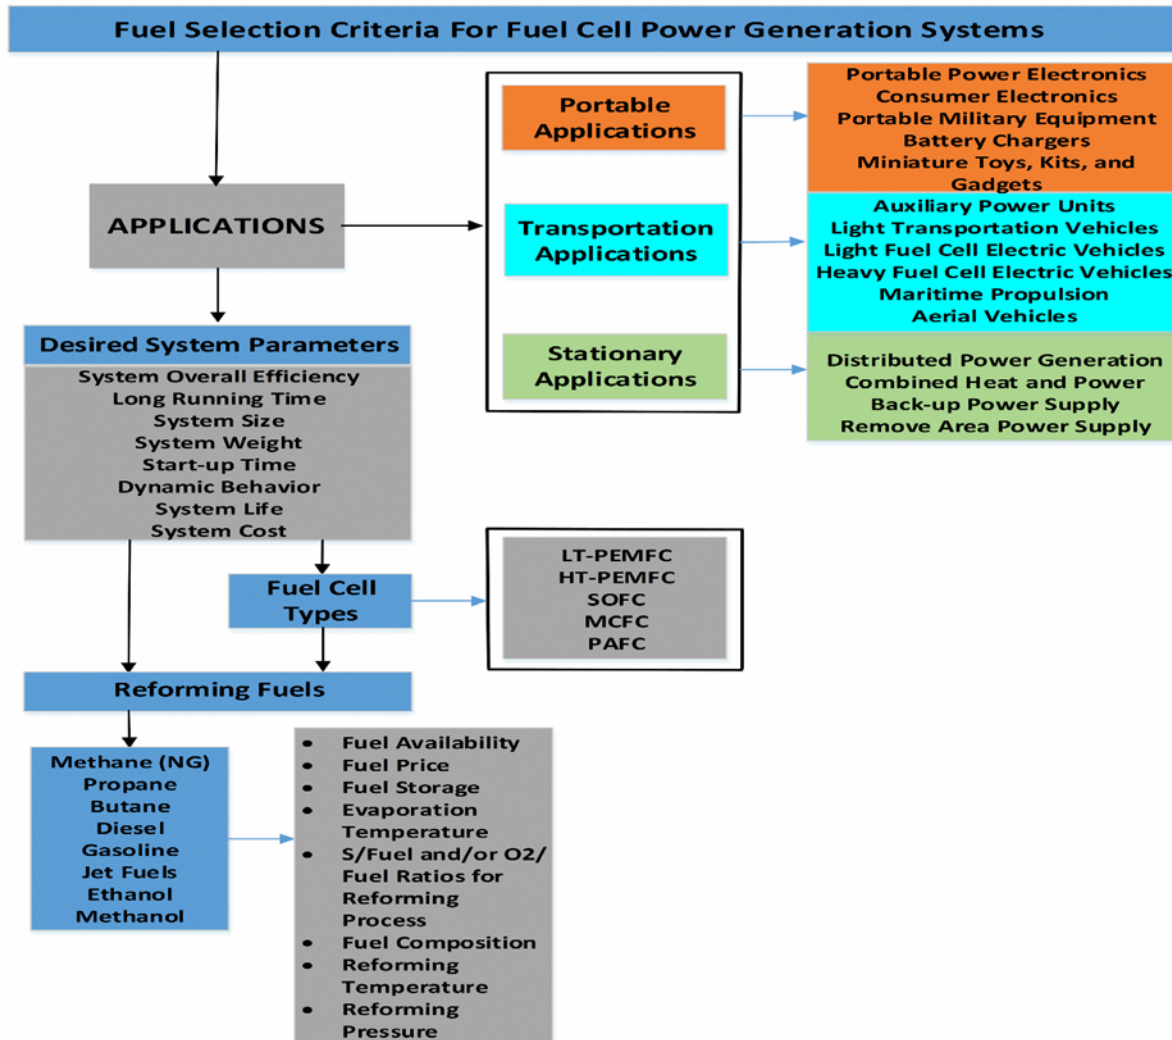 Fuel Selection Criteria For Fuel Cell Power Generation Systems
APPLICATIONS
Portable
Applications
Portable Power Electronics
Consumer Electronics
Portable Military Equipment
Battery Chargers
Miniature Toys, Kits, and
Gadgets
Transportation
Applications
Auxiliary Power Units
Light Transportation Vehicles
Light Fuel Cell Electric Vehicles
Heavy Fuel Cell Electric Vehicles
Maritime Propulsion
Aerial Vehicles
Stationary
Applications
Distributed Power Generation
Combined Heat and Power
Back-up Power Supply
Remove Area Power Supply
Desired System Parameters
System Overall Efficiency
Long Running Time
System Size
System Weight
Start-up Time
Dynamic Behavior
System Life
System Cost
Fuel Cell
Types
LT-PEMFC
HT-PEMFC
SOFC
MCFC
PAFC
Reforming Fuels
Methane (NG)
Propane
Butane
Diesel
Gasoline
Jet Fuels
Ethanol
Methanol
• Fuel Availability
• Fuel Price
• Fuel Storage
• Evaporation
Temperature
• S/Fuel and/or O2/
Fuel Ratios for
Reforming
Process
• Fuel Composition
• Reforming
Temperature
• Reforming
Pressure